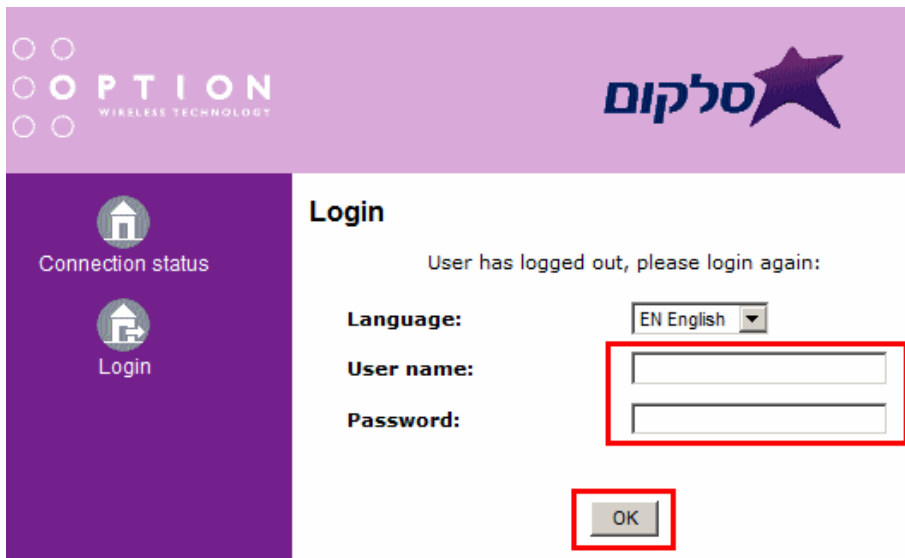 OPTION
WIRELESS TECHNOLOGY
סלקום
Connection status
Login
Login
User has logged out, please login again:
Language:
EN English
User name:
Password:
OK